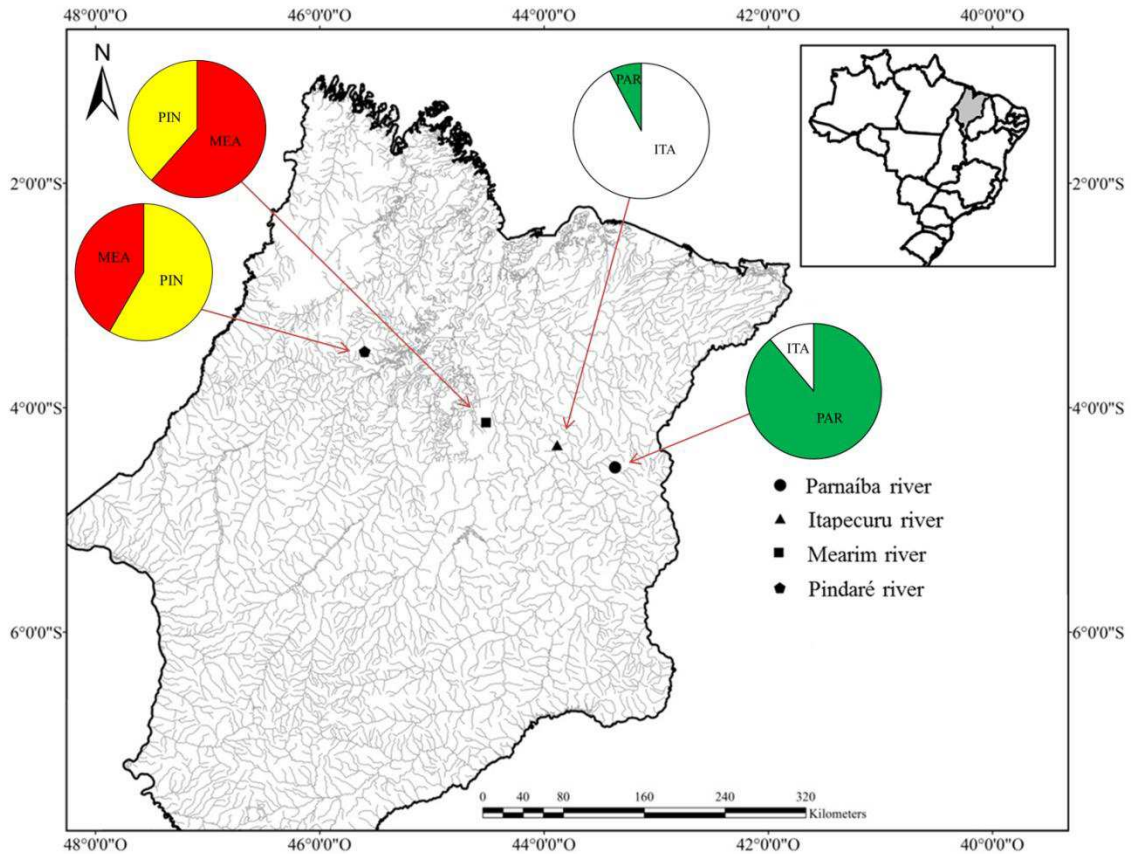 48°0'0"O 46°0'0"O 44°0'0"O 42°0'0"O 40°0'0"O
N
PIN
MEA
PAR
ITA
2°0'0"S
2°0'0"S
MEA
PIN
ITA
PAR
4°0'0"S
4°0'0"S
Parnaíba river
Itapecuru river
Mearim river
Pindaré river
6°0'0"S
6°0'0"S
0 40 80 160 240 320
Kilometers
48°0'0"O 46°0'0"O 44°0'0"O 42°0'0"O 40°0'0"O